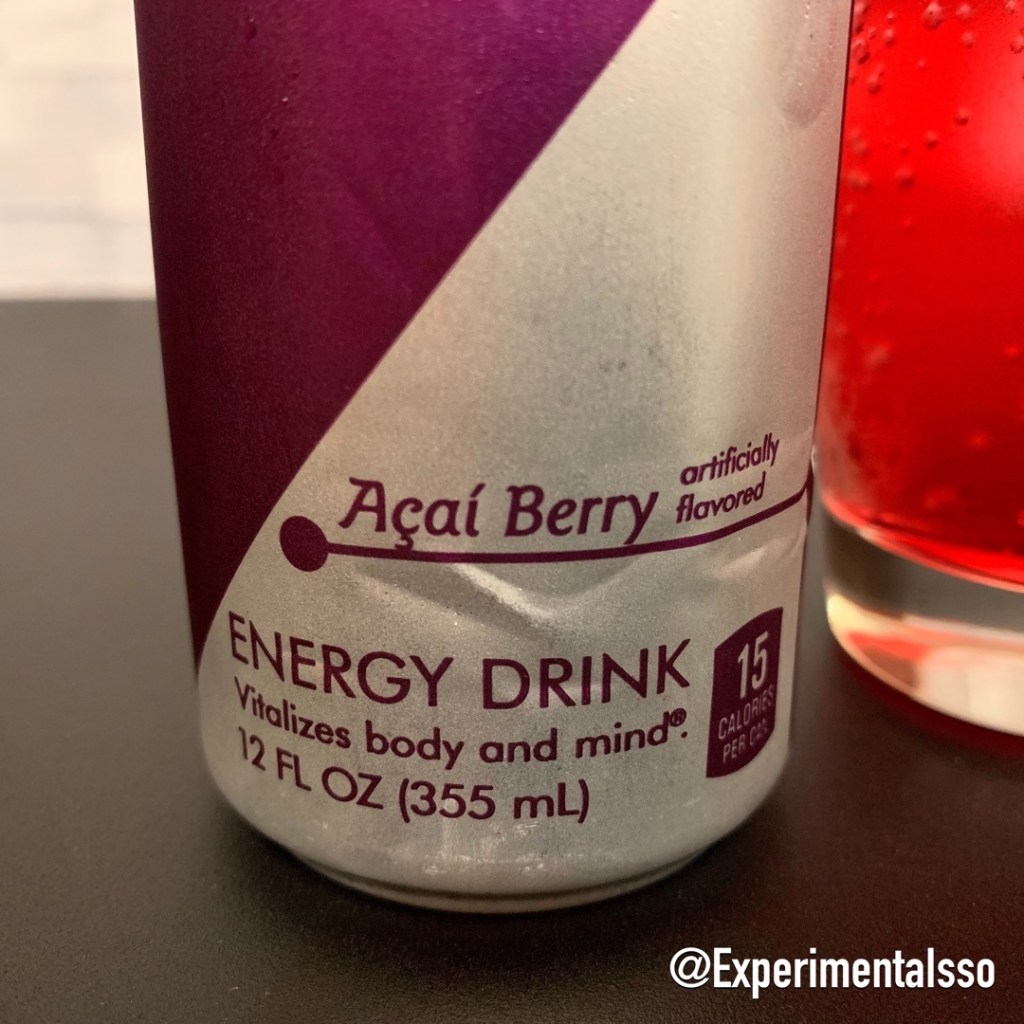 Açaí Berry
artificially
flavored
ENERGY DRINK
Vitalizes body and mind®.
12 FL OZ (355 mL)
15
CALORIES
PER CAN
@Experimentalsso